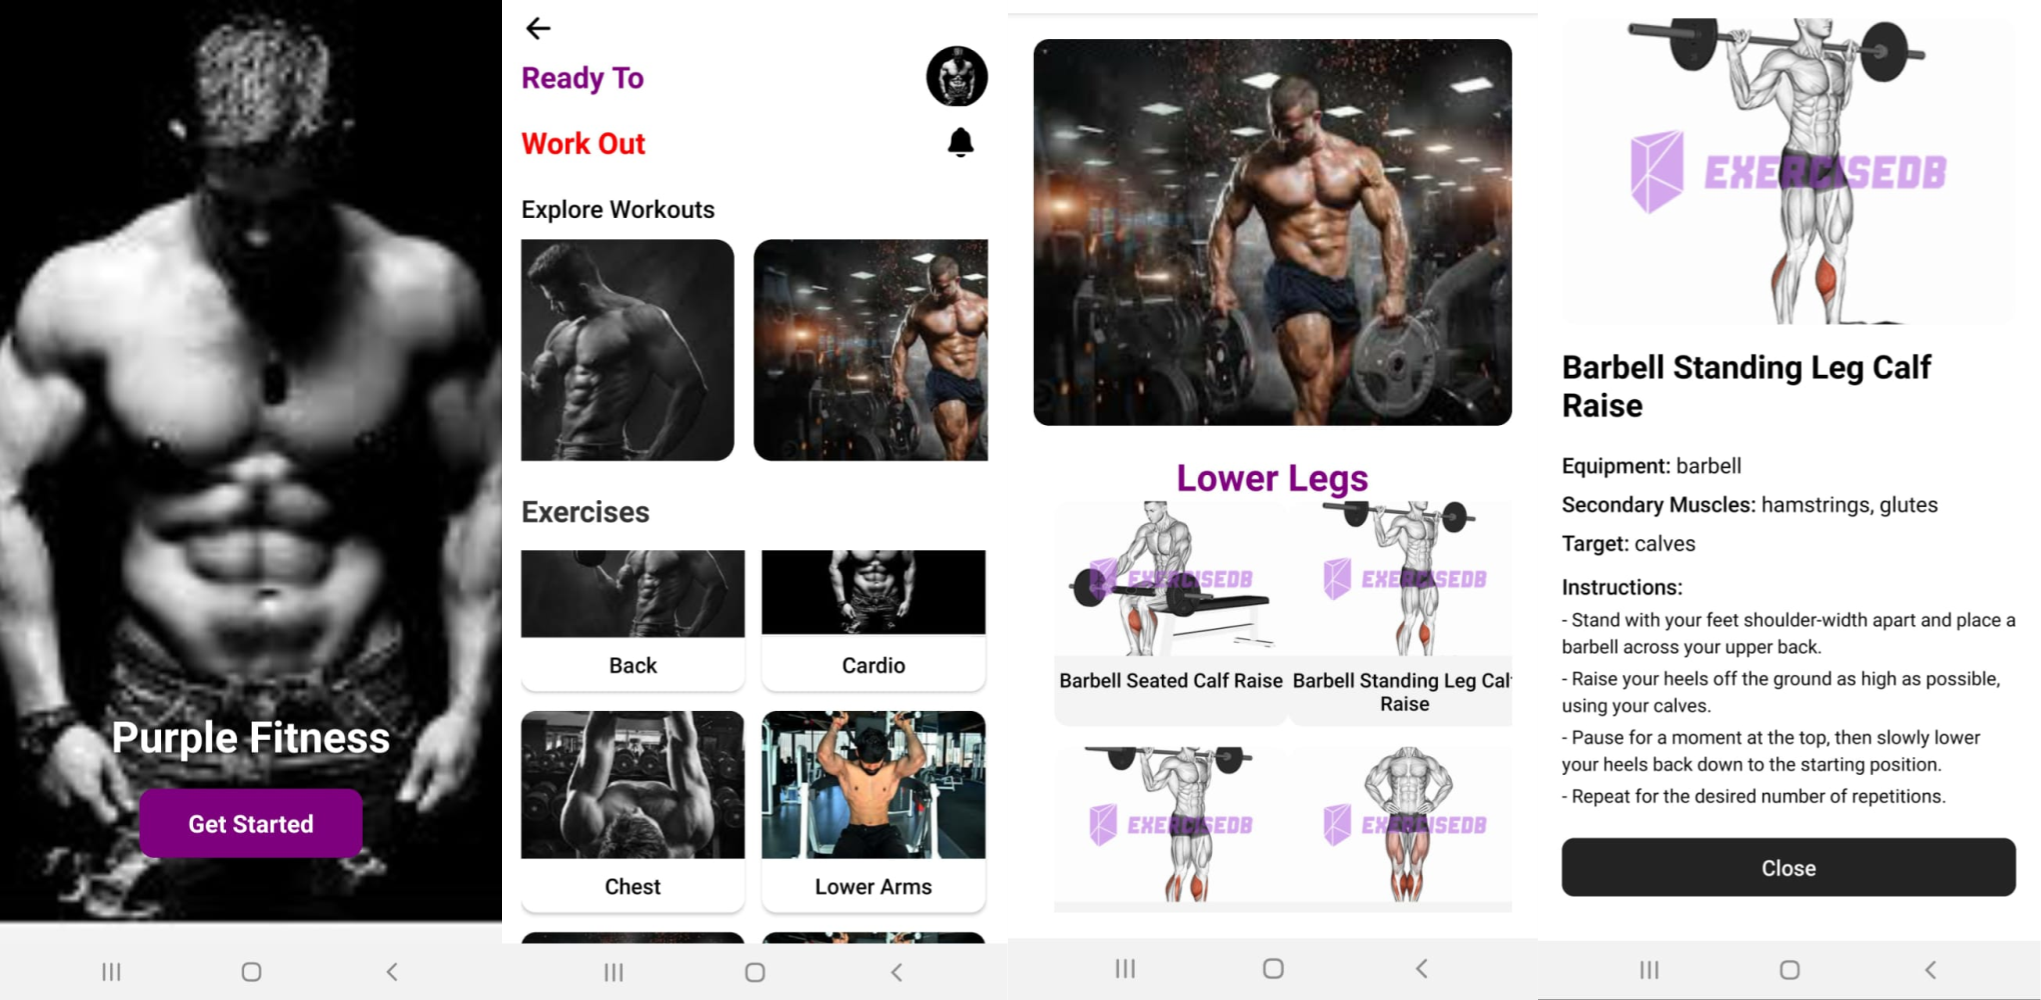 Purple Fitness
Get Started
Ready To
Work Out
Explore Workouts
Exercises
Back
Cardio
Chest
Lower Arms
Lower Legs
EXERCISEDB
EXERCISEDB
Barbell Seated Calf Raise
Barbell Standing Leg Cal
Raise
EXERCISEDB
EXERCISEDB
EXERCISEDB
Barbell Standing Leg Calf
Raise
Equipment: barbell
Secondary Muscles: hamstrings, glutes
Target: calves
Instructions:
- Stand with your feet shoulder-width apart and place a
barbell across your upper back.
- Raise your heels off the ground as high as possible,
using your calves.
- Pause for a moment at the top, then slowly lower
your heels back down to the starting position.
- Repeat for the desired number of repetitions.
Close